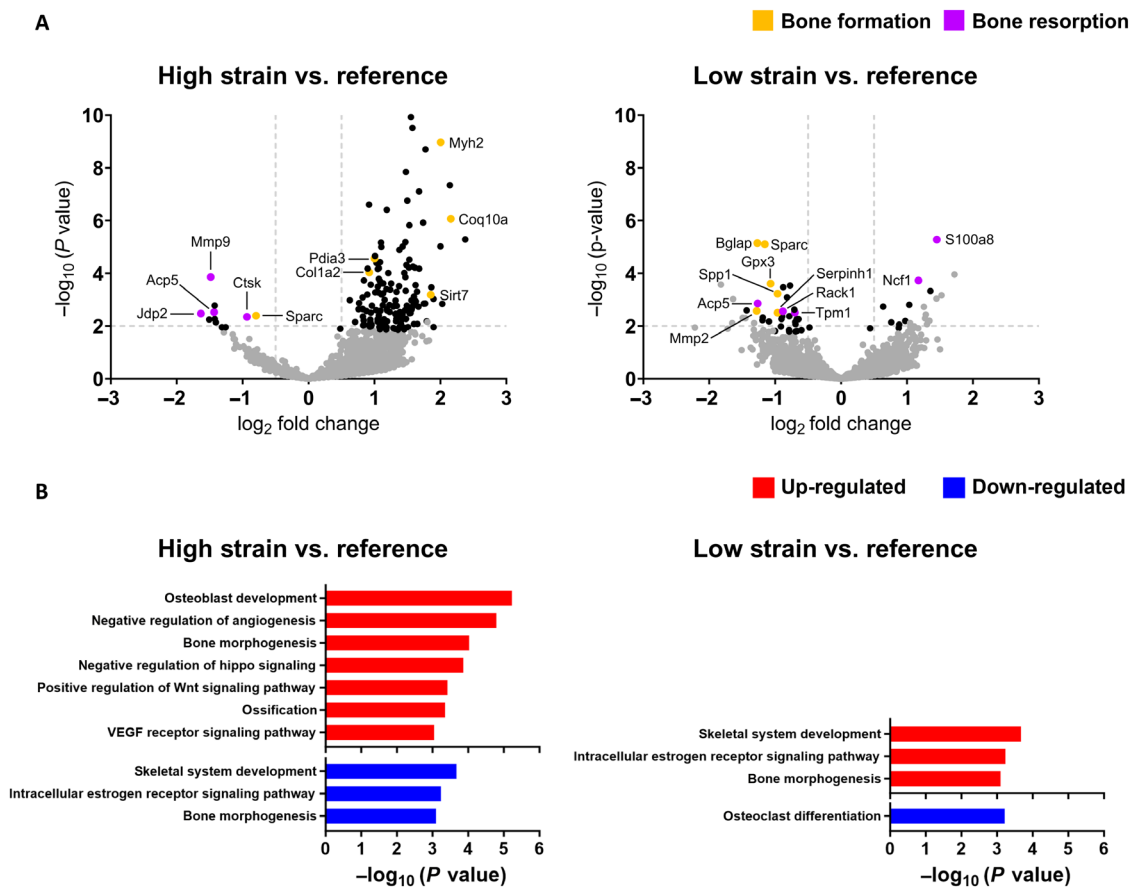 A
Bone formation
Bone resorption
High strain vs. reference
Low strain vs. reference
–log10 (P value)
10
8
6
4
2
0
–3
–2
–1
0
1
2
3
log2 fold change
Myh2
Coq10a
Pdia3
Col1a2
Sirt7
Mmp9
Acp5
Ctsk
Jdp2
Sparc
–log10 (p-value)
10
8
6
4
2
0
–3
–2
–1
0
1
2
3
log2 fold change
Bglap
Sparc
Gpx3
Spp1
Serpinh1
Acp5
Rack1
Tpm1
Mmp2
S100a8
Ncf1
B
Up-regulated
Down-regulated
High strain vs. reference
Low strain vs. reference
Osteoblast development
Negative regulation of angiogenesis
Bone morphogenesis
Negative regulation of hippo signaling
Positive regulation of Wnt signaling pathway
Ossification
VEGF receptor signaling pathway
Skeletal system development
Intracellular estrogen receptor signaling pathway
Bone morphogenesis
0 1 2 3 4 5 6
–log10 (P value)
Skeletal system development
Intracellular estrogen receptor signaling pathway
Bone morphogenesis
Osteoclast differentiation
0 1 2 3 4 5 6
–log10 (P value)